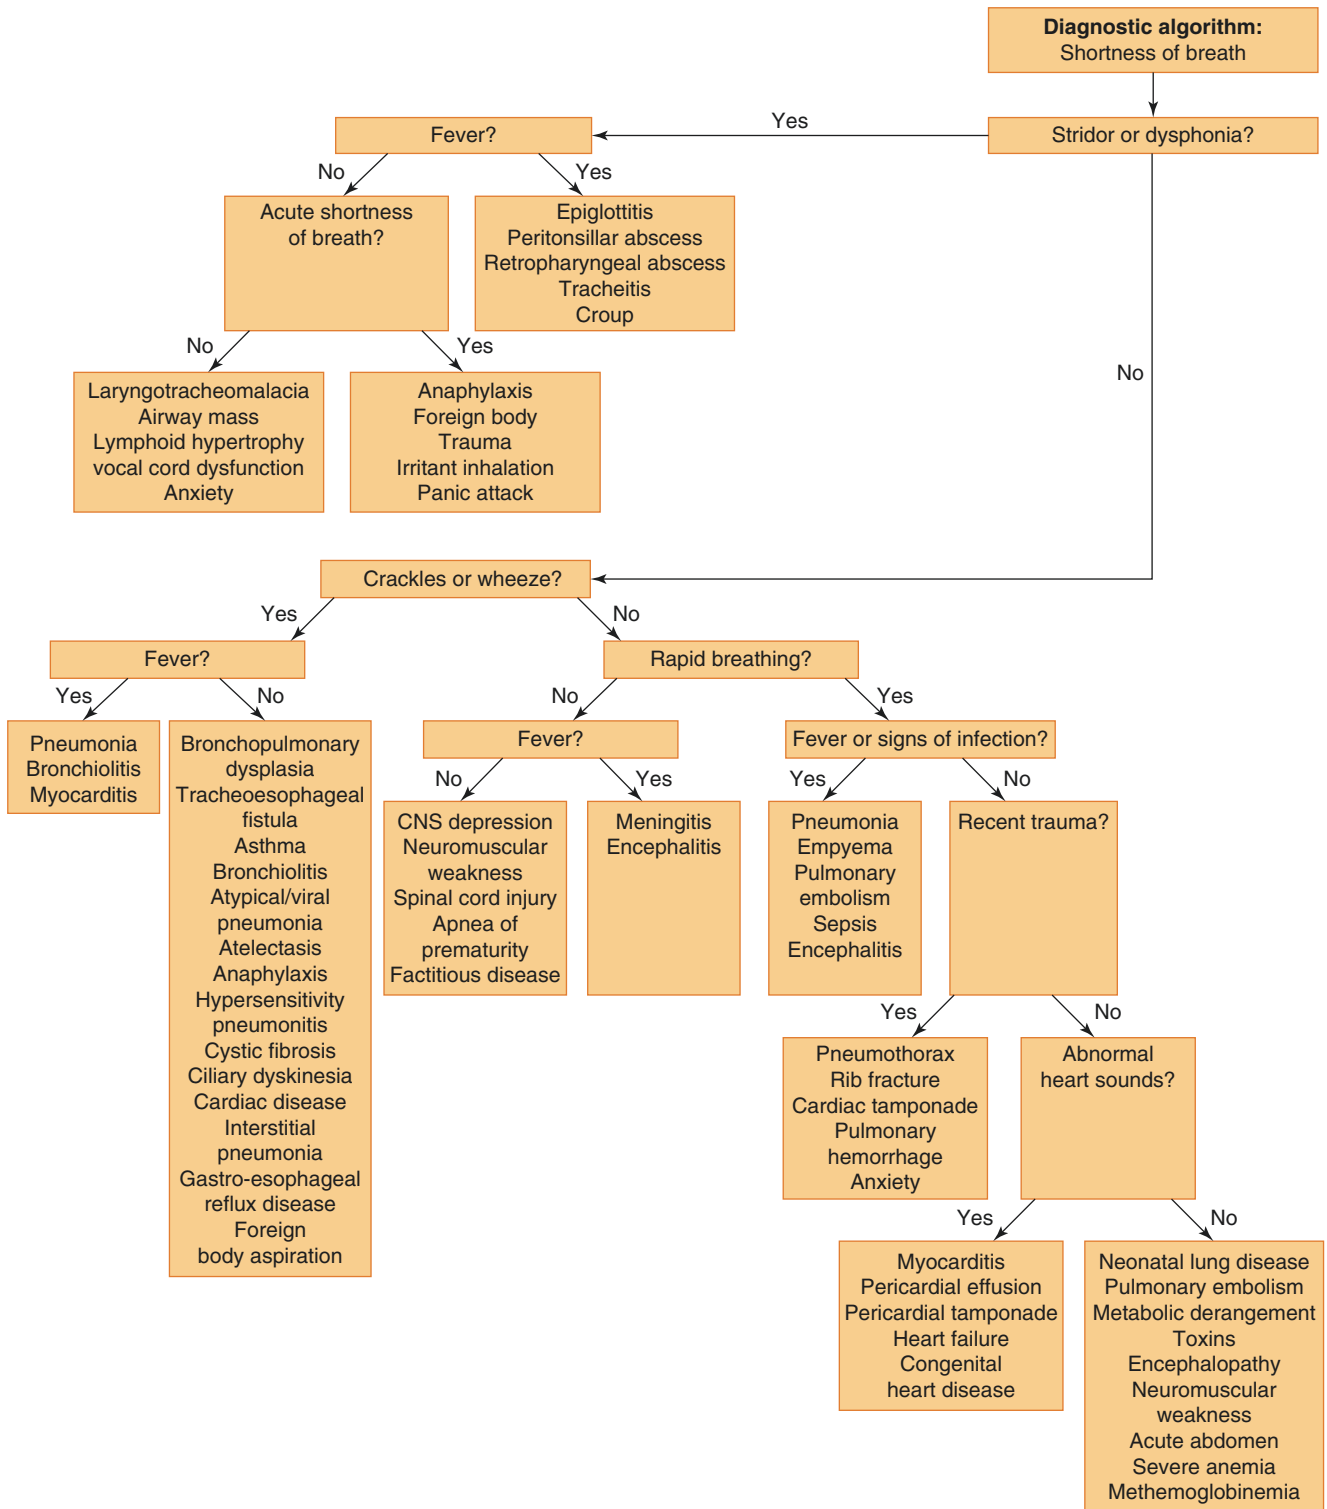 Diagnostic algorithm:
Shortness of breath
Stridor or dysphonia?
Yes
Fever?
No
Yes
Acute shortness
of breath?
Epiglottitis
Peritonsillar abscess
Retropharyngeal abscess
Tracheitis
Croup
No
Yes
Laryngotracheomalacia
Airway mass
Lymphoid hypertrophy
vocal cord dysfunction
Anxiety
Anaphylaxis
Foreign body
Trauma
Irritant inhalation
Panic attack
No
Crackles or wheeze?
Yes
No
Fever?
Rapid breathing?
Yes
No
No
Yes
Pneumonia
Bronchiolitis
Myocarditis
Bronchopulmonary
dysplasia
Tracheoesophageal
fistula
Asthma
Bronchiolitis
Atypical/viral
pneumonia
Atelectasis
Anaphylaxis
Hypersensitivity
pneumonitis
Cystic fibrosis
Ciliary dyskinesia
Cardiac disease
Interstitial
pneumonia
Gastro-esophageal
reflux disease
Foreign
body aspiration
Fever?
Fever or signs of infection?
No
Yes
Yes
No
CNS depression
Neuromuscular
weakness
Spinal cord injury
Apnea of
prematurity
Factitious disease
Meningitis
Encephalitis
Pneumonia
Empyema
Pulmonary
embolism
Sepsis
Encephalitis
Recent trauma?
Yes
No
Pneumothorax
Rib fracture
Cardiac tamponade
Pulmonary
hemorrhage
Anxiety
Abnormal
heart sounds?
Yes
No
Myocarditis
Pericardial effusion
Pericardial tamponade
Heart failure
Congenital
heart disease
Neonatal lung disease
Pulmonary embolism
Metabolic derangement
Toxins
Encephalopathy
Neuromuscular
weakness
Acute abdomen
Severe anemia
Methemoglobinemia